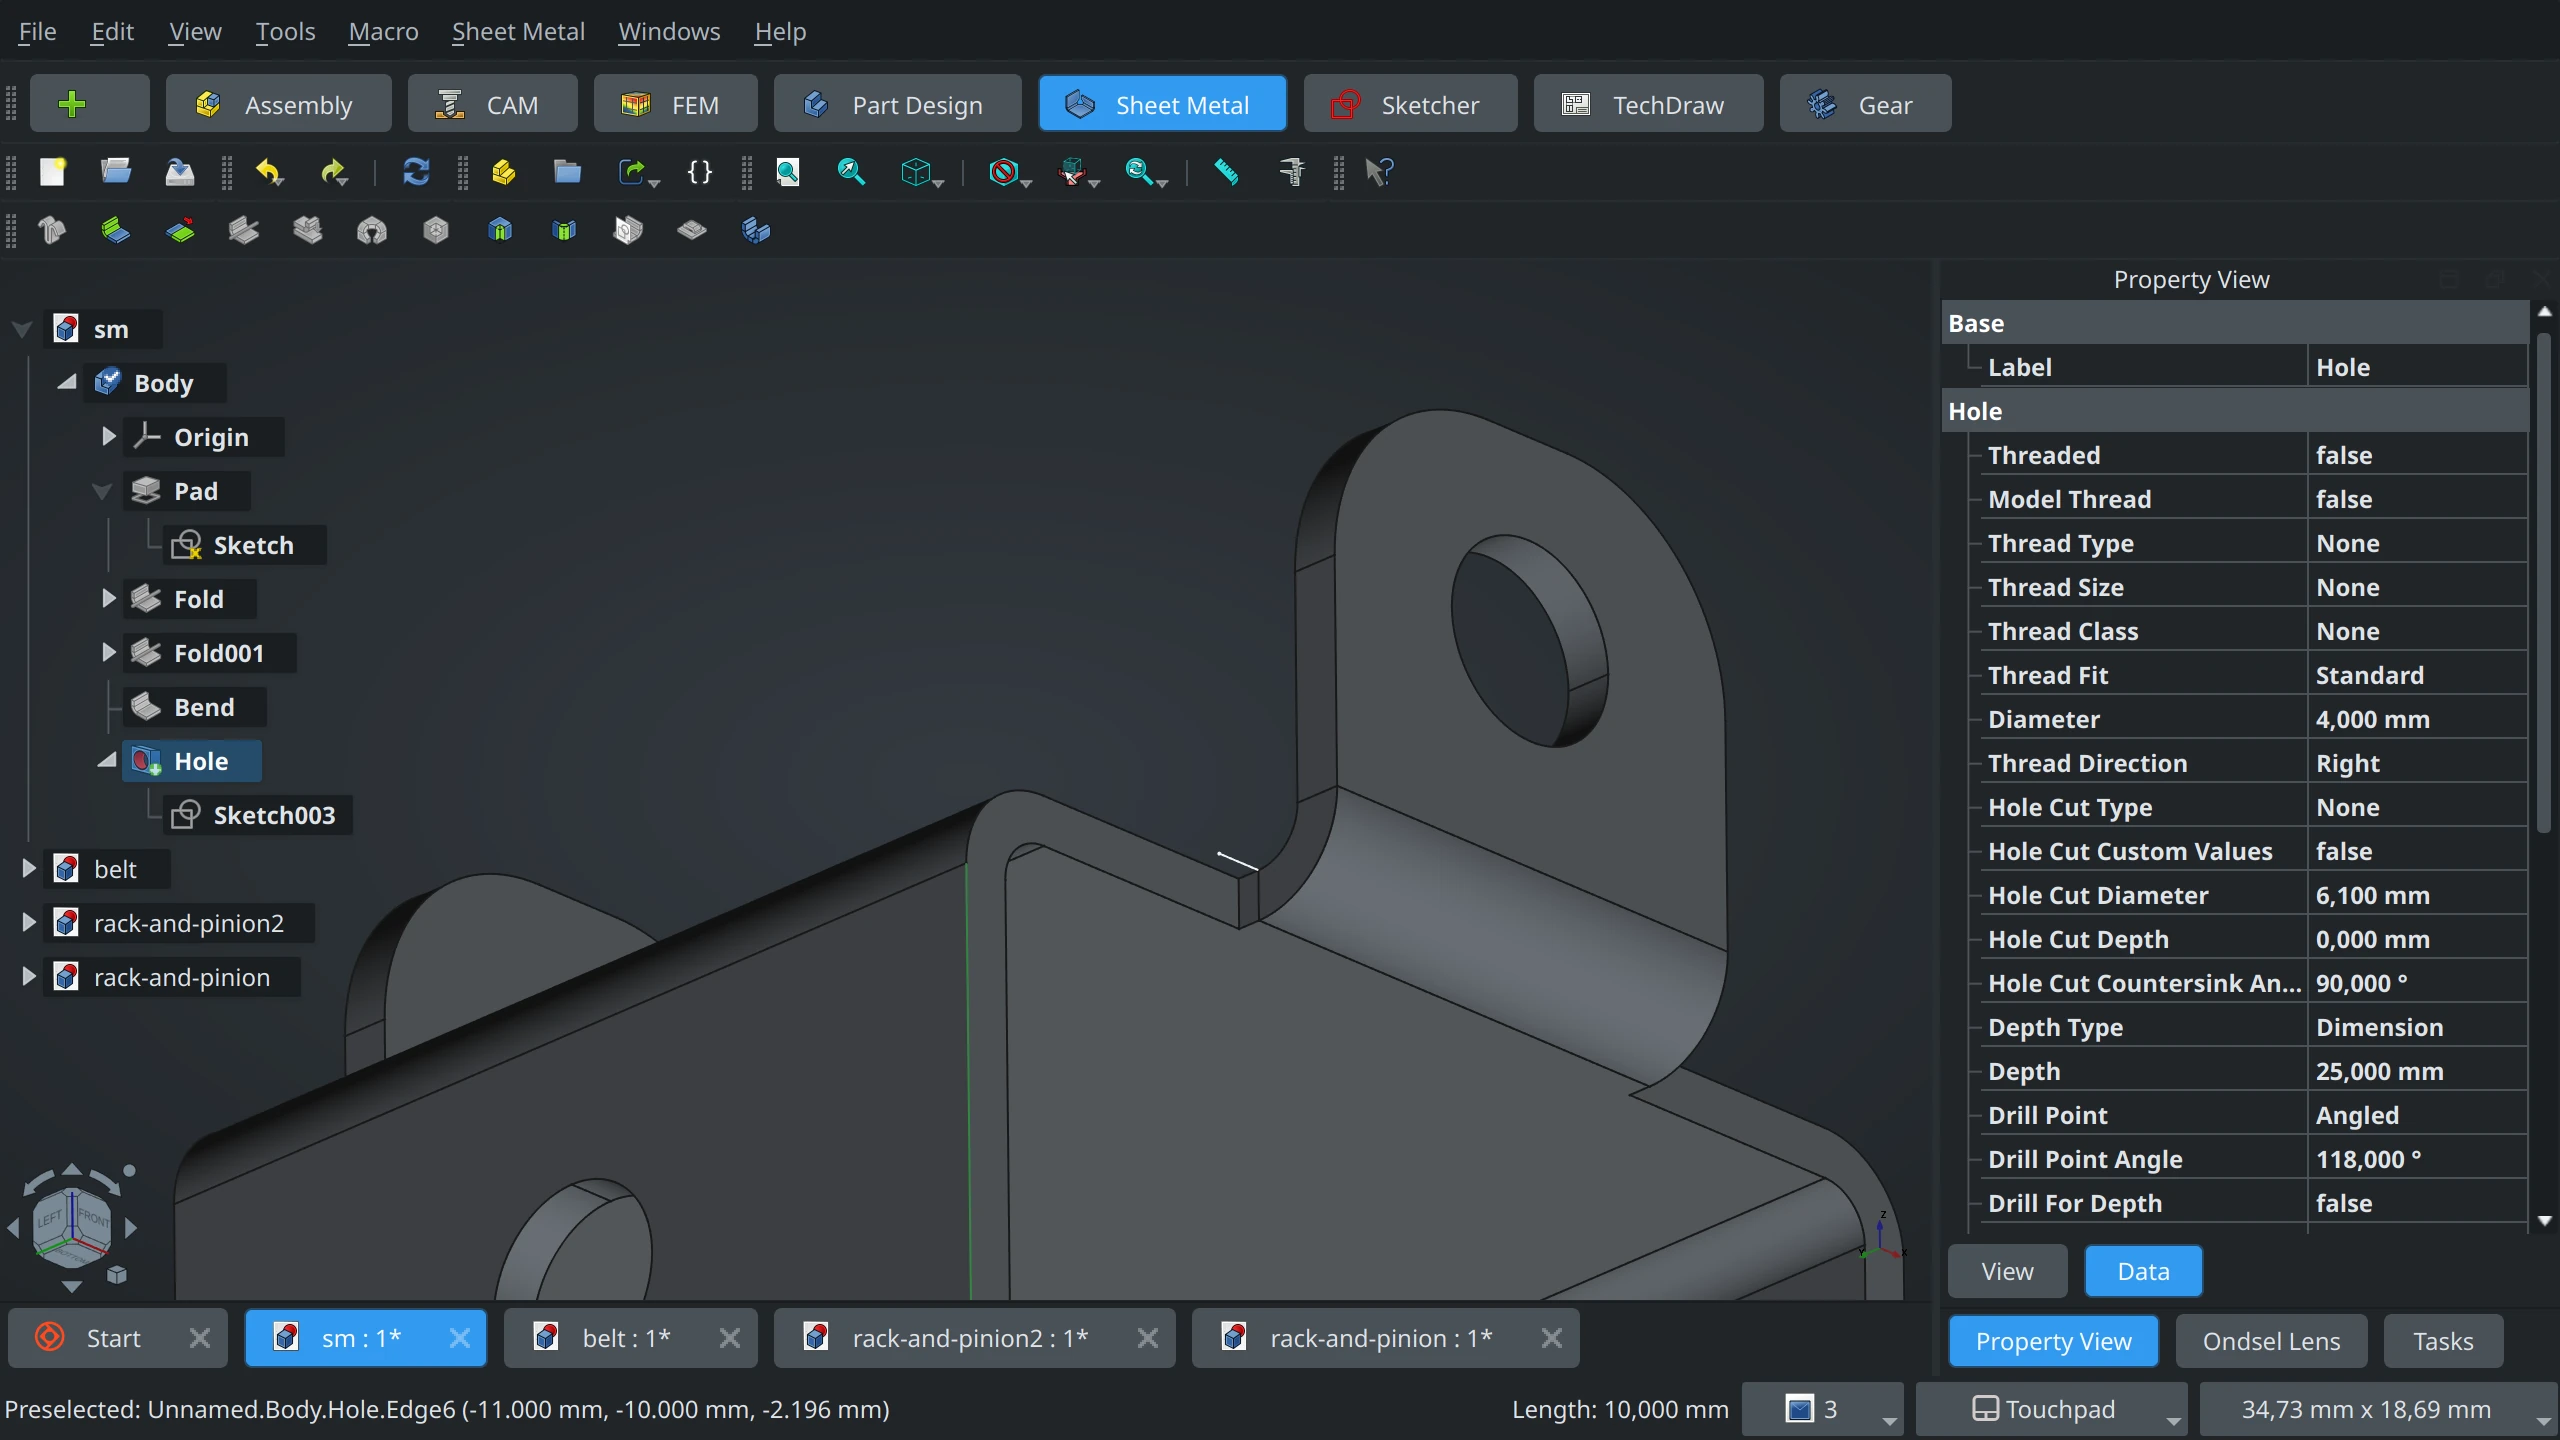 File Edit View Tools Macro Sheet Metal Windows Help
Assembly CAM FEM Part Design Sheet Metal Sketcher TechDraw Gear
{}
Property View
sm
Body
Origin
Pad
Sketch
Fold
Fold001
Bend
Hole
Sketch003
belt
rack-and-pinion2
rack-and-pinion
Base
Label Hole
Hole
Threaded false
Model Thread false
Thread Type None
Thread Size None
Thread Class None
Thread Fit Standard
Diameter 4,000 mm
Thread Direction Right
Hole Cut Type None
Hole Cut Custom Values false
Hole Cut Diameter 6,100 mm
Hole Cut Depth 0,000 mm
Hole Cut Countersink An... 90,000 °
Depth Type Dimension
Depth 25,000 mm
Drill Point Angled
Drill Point Angle 118,000 °
Drill For Depth false
LEFT FRONT
BOTTOM
Z
Y X
View Data
Start sm : 1* belt : 1* rack-and-pinion2 : 1* rack-and-pinion : 1*
Property View Ondsel Lens Tasks
Preselected: Unnamed.Body.Hole.Edge6 (-11.000 mm, -10.000 mm, -2.196 mm) Length: 10,000 mm 3 Touchpad 34,73 mm x 18,69 mm